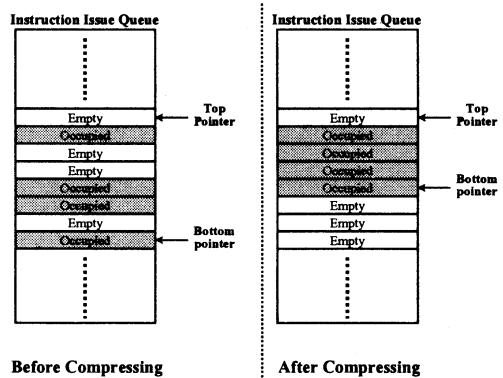 Instruction Issue Queue
Empty
Occupied
Empty
Empty
Occupied
Occupied
Empty
Occupied
Top
Pointer
Bottom
pointer
Before Compressing
Instruction Issue Queue
Empty
Occupied
Occupied
Occupied
Occupied
Empty
Empty
Empty
Top
Pointer
Bottom
pointer
After Compressing